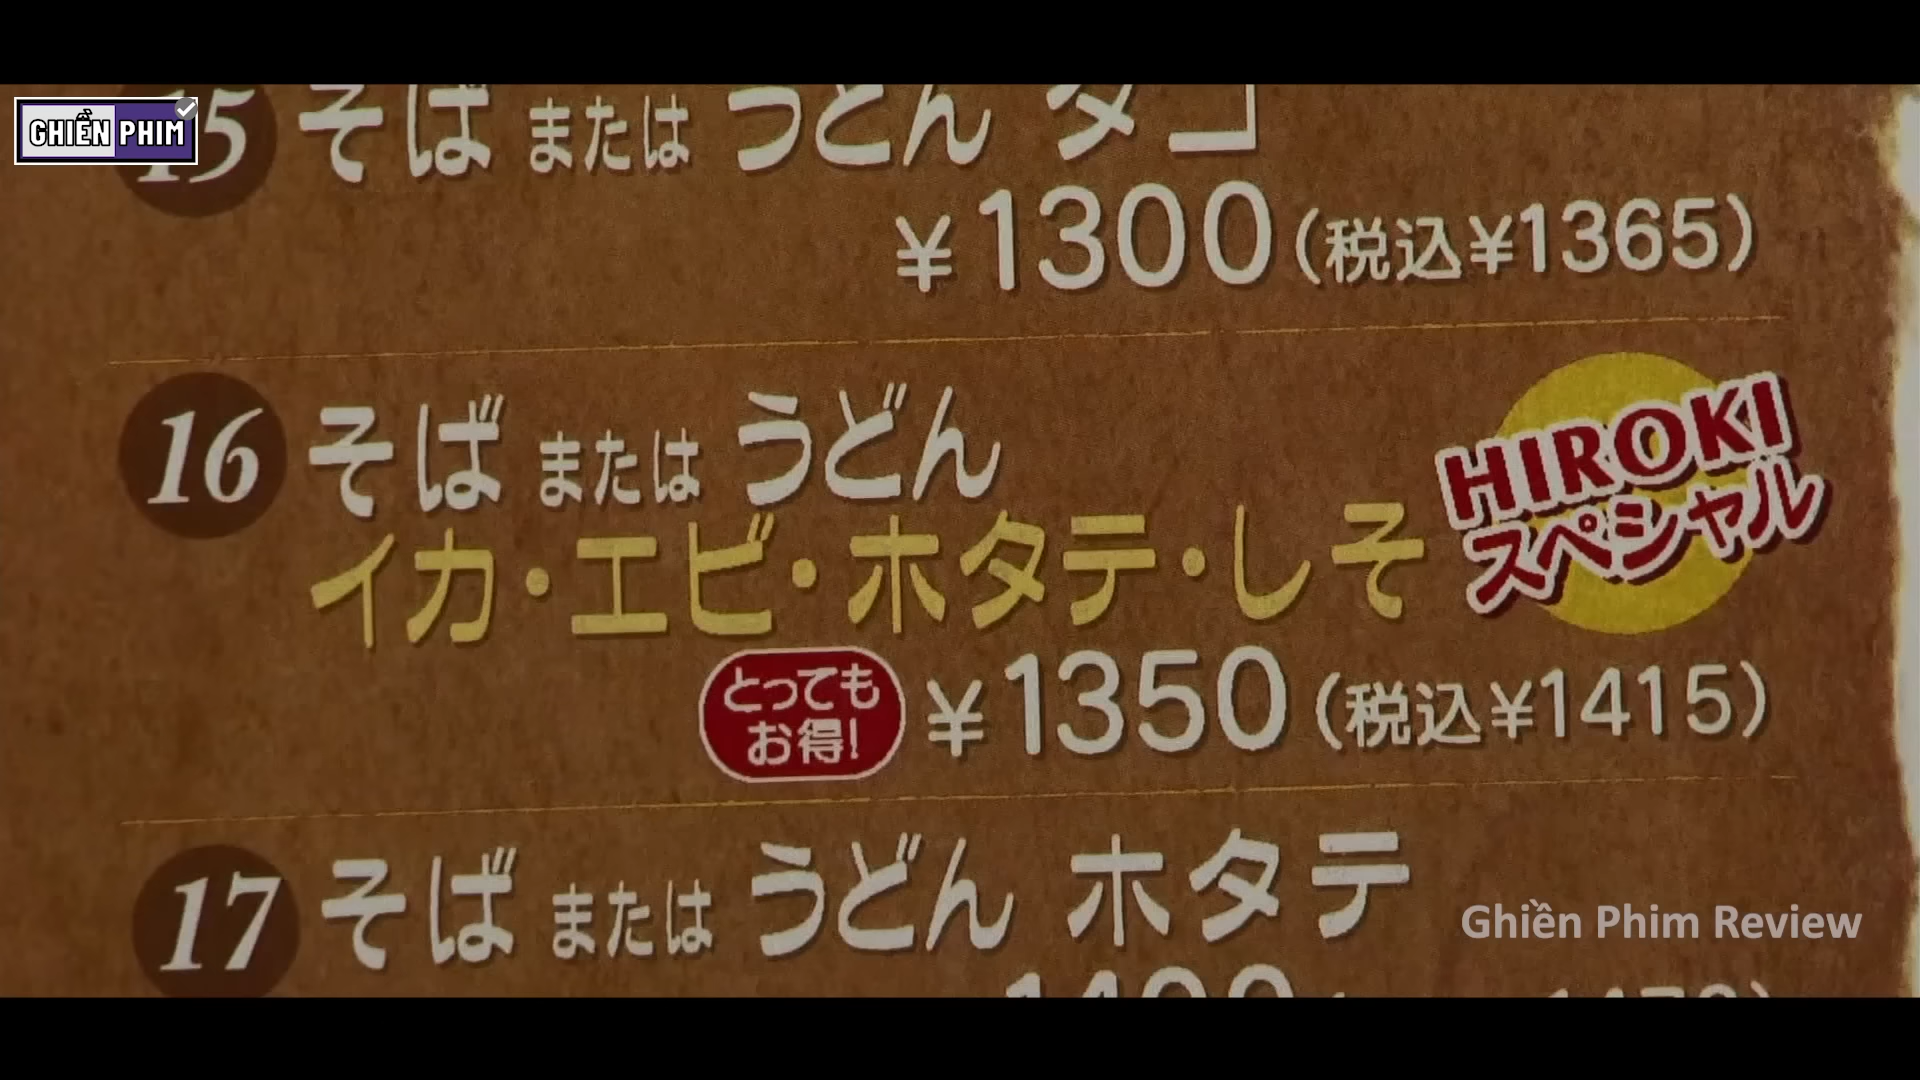 GHIỀN PHIM
15 そば または うどん タコ
¥1300(税込¥1365)
16 そば または うどん
イカ・エビ・ホタテ・しそ
HIROKI
スペシャル
とっても
お得!
¥1350(税込¥1415)
17 そば または うどん ホタテ
Ghiền Phim Review